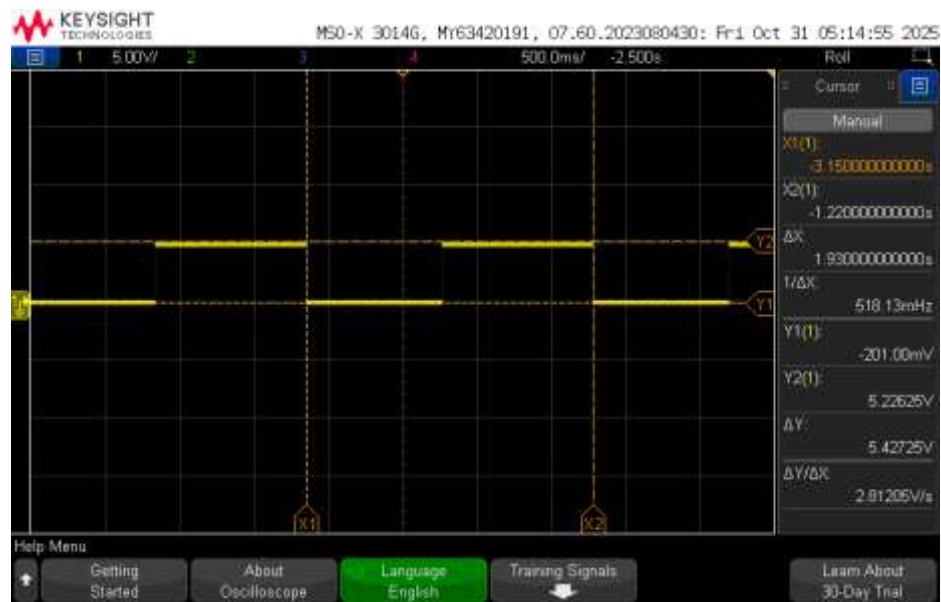 KEYSIGHT
TECHNOLOGIES
MSO-X 3014G, MY63420191, 07.60.2023080430: Fri Oct 31 05:14:55 2025
1 5.00V/ 2 3 4 500.0ms/ -2.500s Roll
Cursor
Manual
X1(1):
-3.150000000000s
X2(1):
-1.220000000000s
ΔX:
1.930000000000s
1/ΔX:
518.13mHz
Y1(1):
-201.00mV
Y2(1):
5.22625V
ΔY:
5.42725V
ΔY/ΔX:
2.81205V/s
Y2
Y1
X1 X2
Help Menu
Getting Started
About Oscilloscope
Language English
Training Signals
Learn About 30-Day Trial